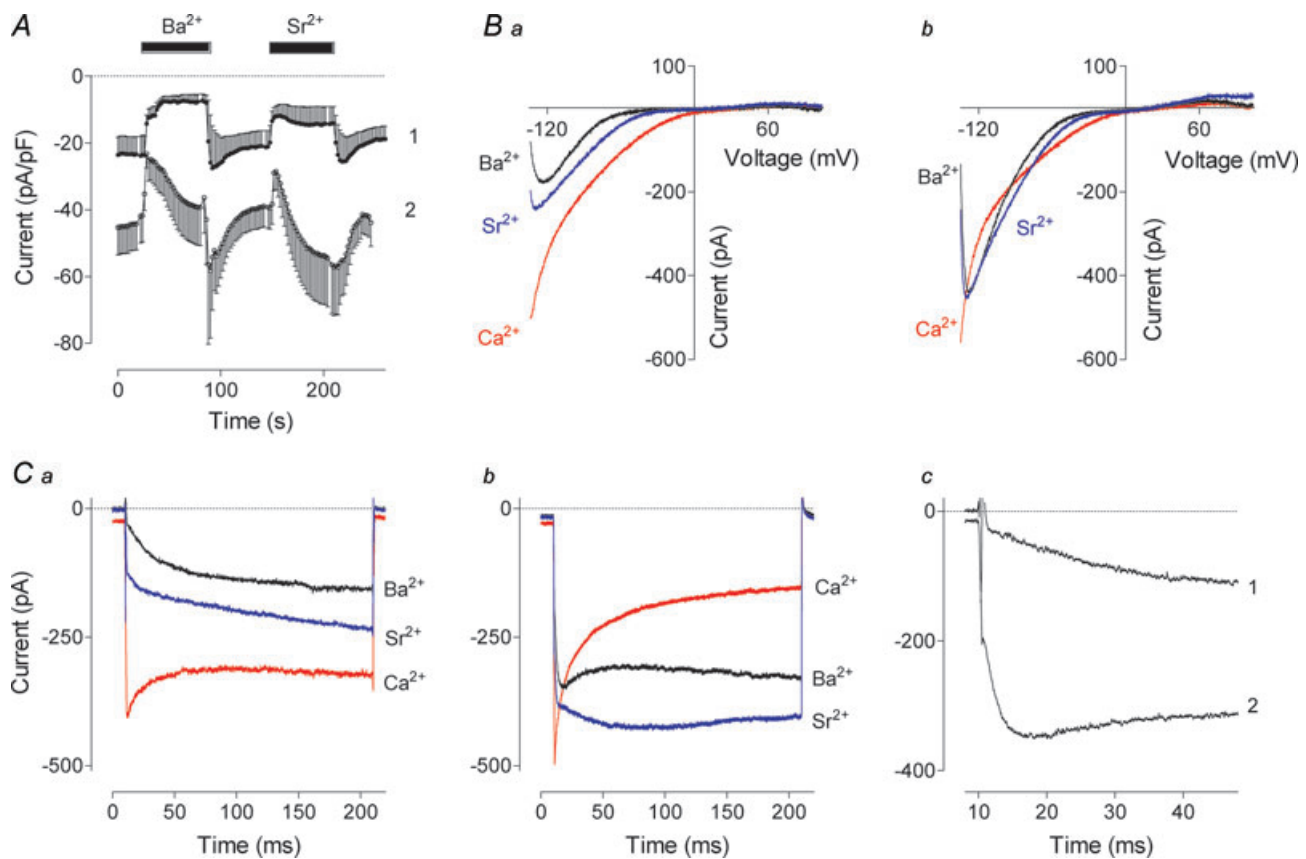 A
Ba2+
Sr2+
0
-20
-40
-60
-80
Current (pA/pF)
1
2
0
100
200
Time (s)
B a
100
-120
60
Voltage (mV)
Ba2+
Sr2+
Ca2+
-200
-400
-600
Current (pA)
b
100
-120
60
Voltage (mV)
Ba2+
Sr2+
Ca2+
-200
-400
-600
Current (pA)
C a
0
-250
-500
Current (pA)
Ba2+
Sr2+
Ca2+
0
50
100
150
200
Time (ms)
b
0
-250
-500
Ca2+
Ba2+
Sr2+
0
50
100
150
200
Time (ms)
c
0
-200
-400
1
2
10
20
30
40
Time (ms)